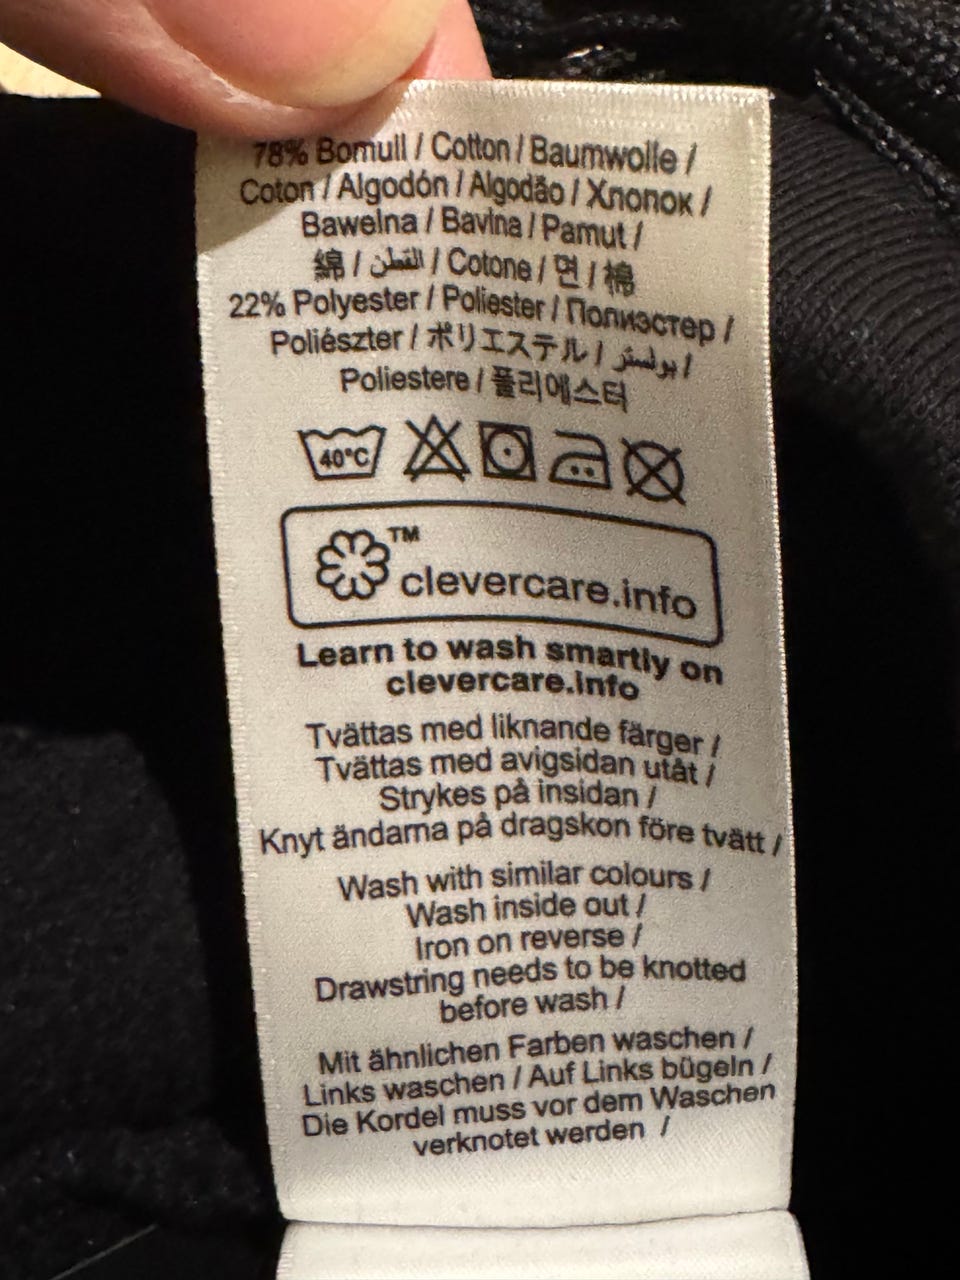 78% Bomull / Cotton / Baumwolle /
Coton / Algodón / Algodão / Хлопок /
Bawełna / Bavlna / Pamut /
綿 / القطن / Cotone / 면 / 棉
22% Polyester / Poliester / Полиэстер /
Poliészter / ポリエステル / بوليستر /
Poliestere / 폴리에스터
40°C
™
clevercare.info
Learn to wash smartly on
clevercare.info
Tvättas med liknande färger /
Tvättas med avigsidan utåt /
Strykes på insidan /
Knyt ändarna på dragskon före tvätt /
Wash with similar colours /
Wash inside out /
Iron on reverse /
Drawstring needs to be knotted
before wash /
Mit ähnlichen Farben waschen /
Links waschen / Auf Links bügeln /
Die Kordel muss vor dem Waschen
verknotet werden /